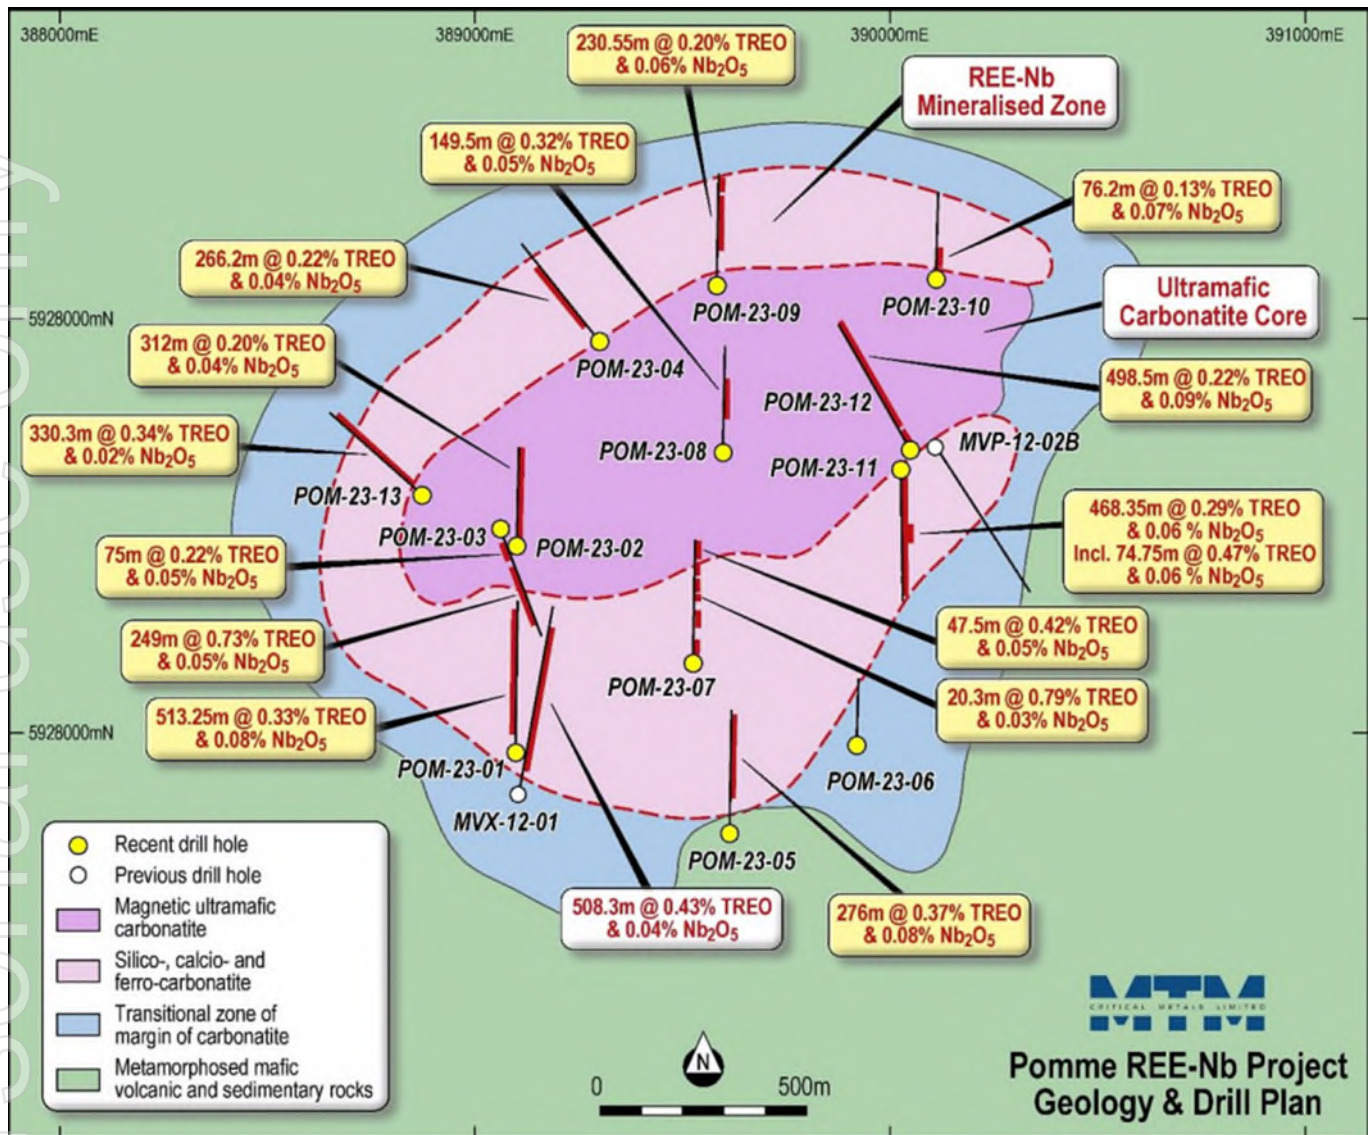 388000mE
389000mE
390000mE
391000mE
230.55m @ 0.20% TREO
& 0.06% Nb₂O₅
REE-Nb
Mineralised Zone
149.5m @ 0.32% TREO
& 0.05% Nb₂O₅
76.2m @ 0.13% TREO
& 0.07% Nb₂O₅
266.2m @ 0.22% TREO
& 0.04% Nb₂O₅
Ultramafic
Carbonatite Core
5928000mN
POM-23-09
POM-23-10
312m @ 0.20% TREO
& 0.04% Nb₂O₅
POM-23-04
498.5m @ 0.22% TREO
& 0.09% Nb₂O₅
POM-23-12
330.3m @ 0.34% TREO
& 0.02% Nb₂O₅
POM-23-08
POM-23-11
MVP-12-02B
POM-23-13
468.35m @ 0.29% TREO
& 0.06 % Nb₂O₅
Incl. 74.75m @ 0.47% TREO
& 0.06 % Nb₂O₅
POM-23-03
POM-23-02
75m @ 0.22% TREO
& 0.05% Nb₂O₅
249m @ 0.73% TREO
& 0.05% Nb₂O₅
47.5m @ 0.42% TREO
& 0.05% Nb₂O₅
POM-23-07
20.3m @ 0.79% TREO
& 0.03% Nb₂O₅
513.25m @ 0.33% TREO
& 0.08% Nb₂O₅
5928000mN
POM-23-01
POM-23-06
MVX-12-01
POM-23-05
508.3m @ 0.43% TREO
& 0.04% Nb₂O₅
276m @ 0.37% TREO
& 0.08% Nb₂O₅
Recent drill hole
Previous drill hole
Magnetic ultramafic
carbonatite
Silico-, calcio- and
ferro-carbonatite
Transitional zone of
margin of carbonatite
Metamorphosed mafic
volcanic and sedimentary rocks
N
0
500m
MTM
CRITICAL METALS LIMITED
Pomme REE-Nb Project
Geology & Drill Plan